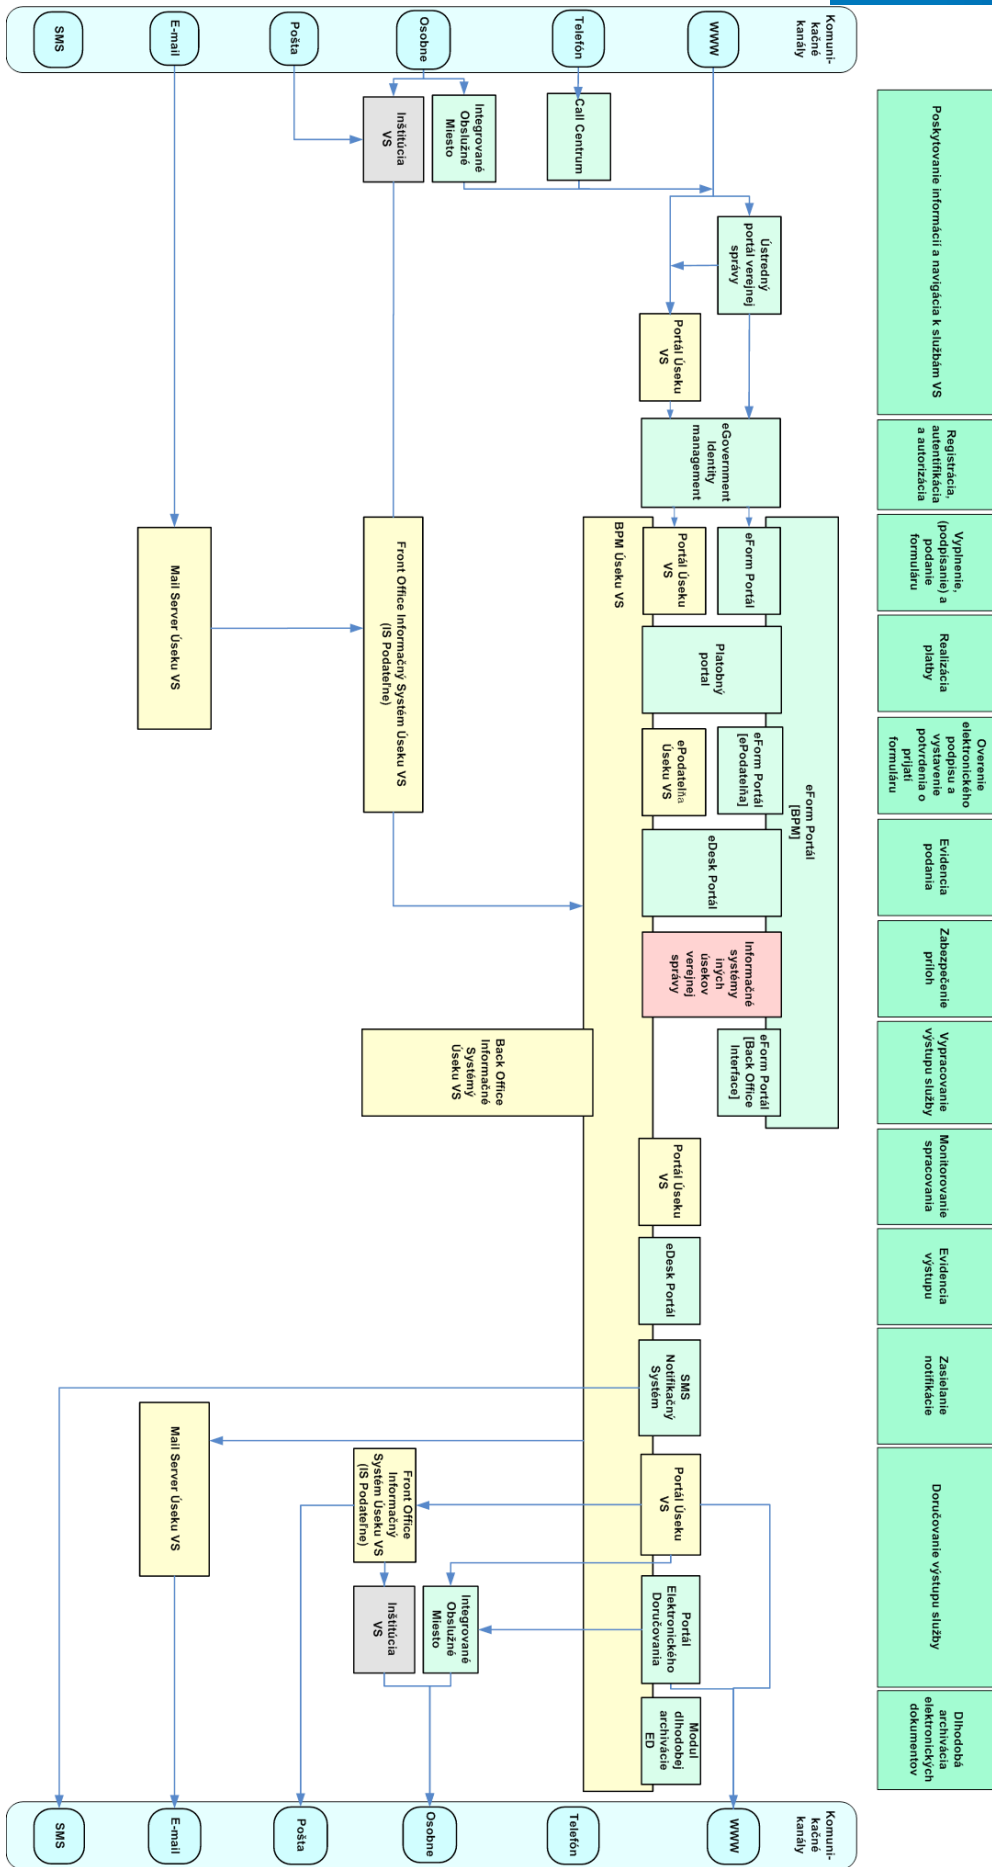 Poskytovanie informácii a navigácia k službám VS
Registrácia,
autentifikácia
a autorizácia
Vyplnenie,
(podpísanie) a
podanie
formuláru
Realizácia
platby
Overenie
elektronického
podpisu a
vystavenie
potvrdenia o
prijatí
formuláru
Evidencia
podania
Zabezpečenie
príloh
Vypracovanie
výstupu služby
Monitorovanie
spracovania
Evidencia
výstupu
Zasielanie
notifikácie
Doručovanie výstupu služby
Dlhodobá
archivácia
elektronických
dokumentov
Komuni-
kačné
kanály
WWW
Telefón
Osobne
Pošta
E-mail
SMS
Call Centrum
Integrované
Obslužné
Miesto
Inštitúcia
VS
Ústredný
portál verejnej
správy
Portál Úseku
VS
eGovernment
Identity
management
eForm Portál
[BPM]
eForm Portál
Portál Úseku
VS
BPM Úseku VS
Platobný
portal
eForm Portál
[ePodatelňa]
ePodatelňa
Úseku VS
eDesk Portál
Informačné
systémy
iných
úsekov
verejnej
správy
eForm Portál
[Back Office
Interface]
Back Office
Informačné
Systémy
Úseku VS
Front Office Informačný Systém Úseku VS
(IS Podateľne)
Mail Server Úseku VS
Portál Úseku
VS
eDesk Portál
SMS
Notifikačný
Systém
Portál Úseku
VS
Portál
Elektronického
Doručovania
Modul
dlhodobej
archivácie
ED
Front Office
Informačný
Systém Úseku VS
(IS Podateľne)
Integrované
Obslužné
Miesto
Inštitúcia
VS
Mail Server Úseku VS
Komuni-
kačné
kanály
WWW
Telefón
Osobne
Pošta
E-mail
SMS